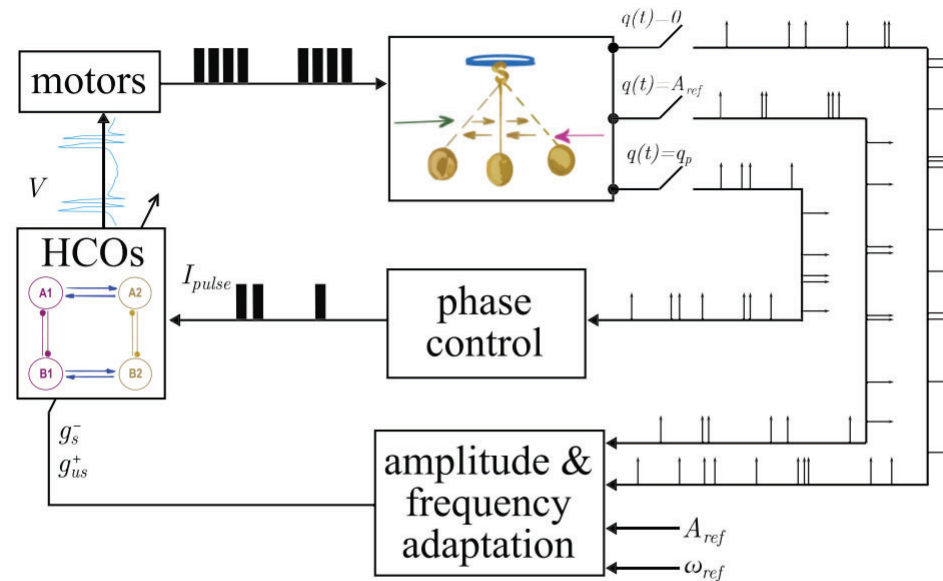 motors
q(t)=0
q(t)=A_ref
q(t)=q_p
V
HCOs
A1
A2
B1
B2
I_pulse
phase
control
g_s^-
g_us^+
amplitude &
frequency
adaptation
A_ref
ω_ref